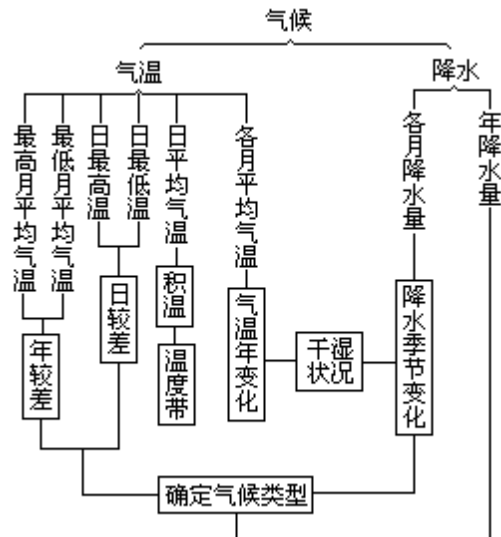 气候
气温
降水
最高月平均气温
最低月平均气温
日最高温
日最低温
日平均气温
各月平均气温
各月降水量
年降水量
年较差
日较差
积温
温度带
气温年变化
干湿状况
降水季节变化
确定气候类型